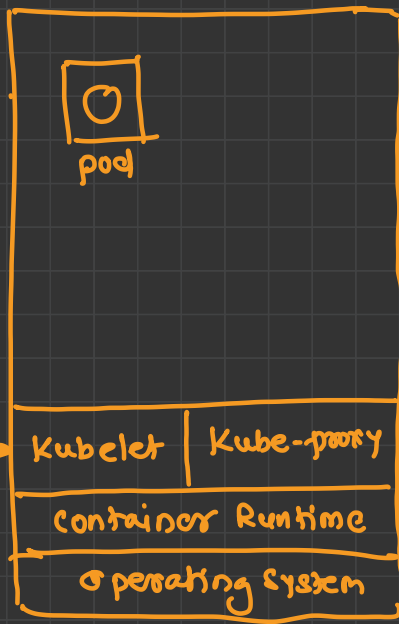 pod
Kubelet Kube-proxy
Container Runtime
Operating System